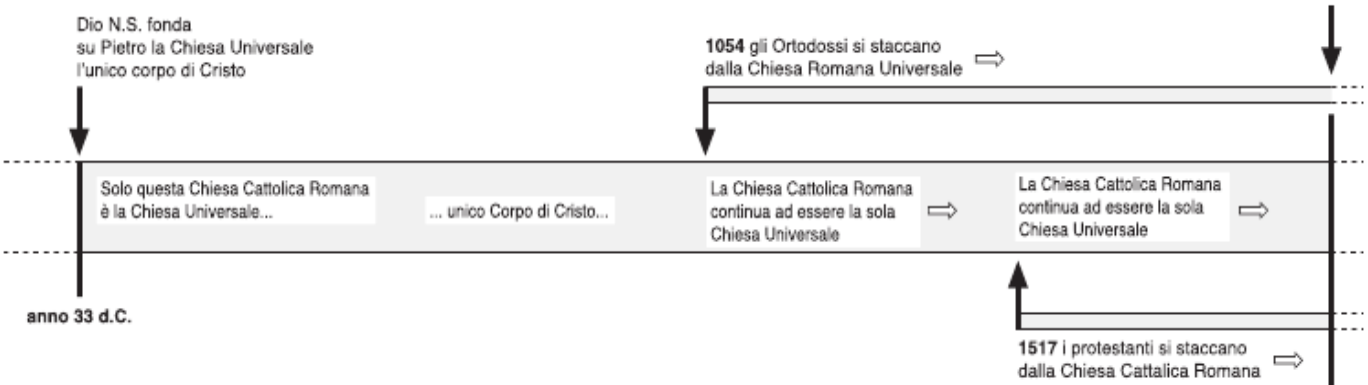 Dio N.S. fonda
su Pietro la Chiesa Universale
l'unico corpo di Cristo
1054 gli Ortodossi si staccano
dalla Chiesa Romana Universale
Solo questa Chiesa Cattolica Romana
è la Chiesa Universale...
... unico Corpo di Cristo...
La Chiesa Cattolica Romana
continua ad essere la sola
Chiesa Universale
La Chiesa Cattolica Romana
continua ad essere la sola
Chiesa Universale
anno 33 d.C.
1517 i protestanti si staccano
dalla Chiesa Cattalica Romana